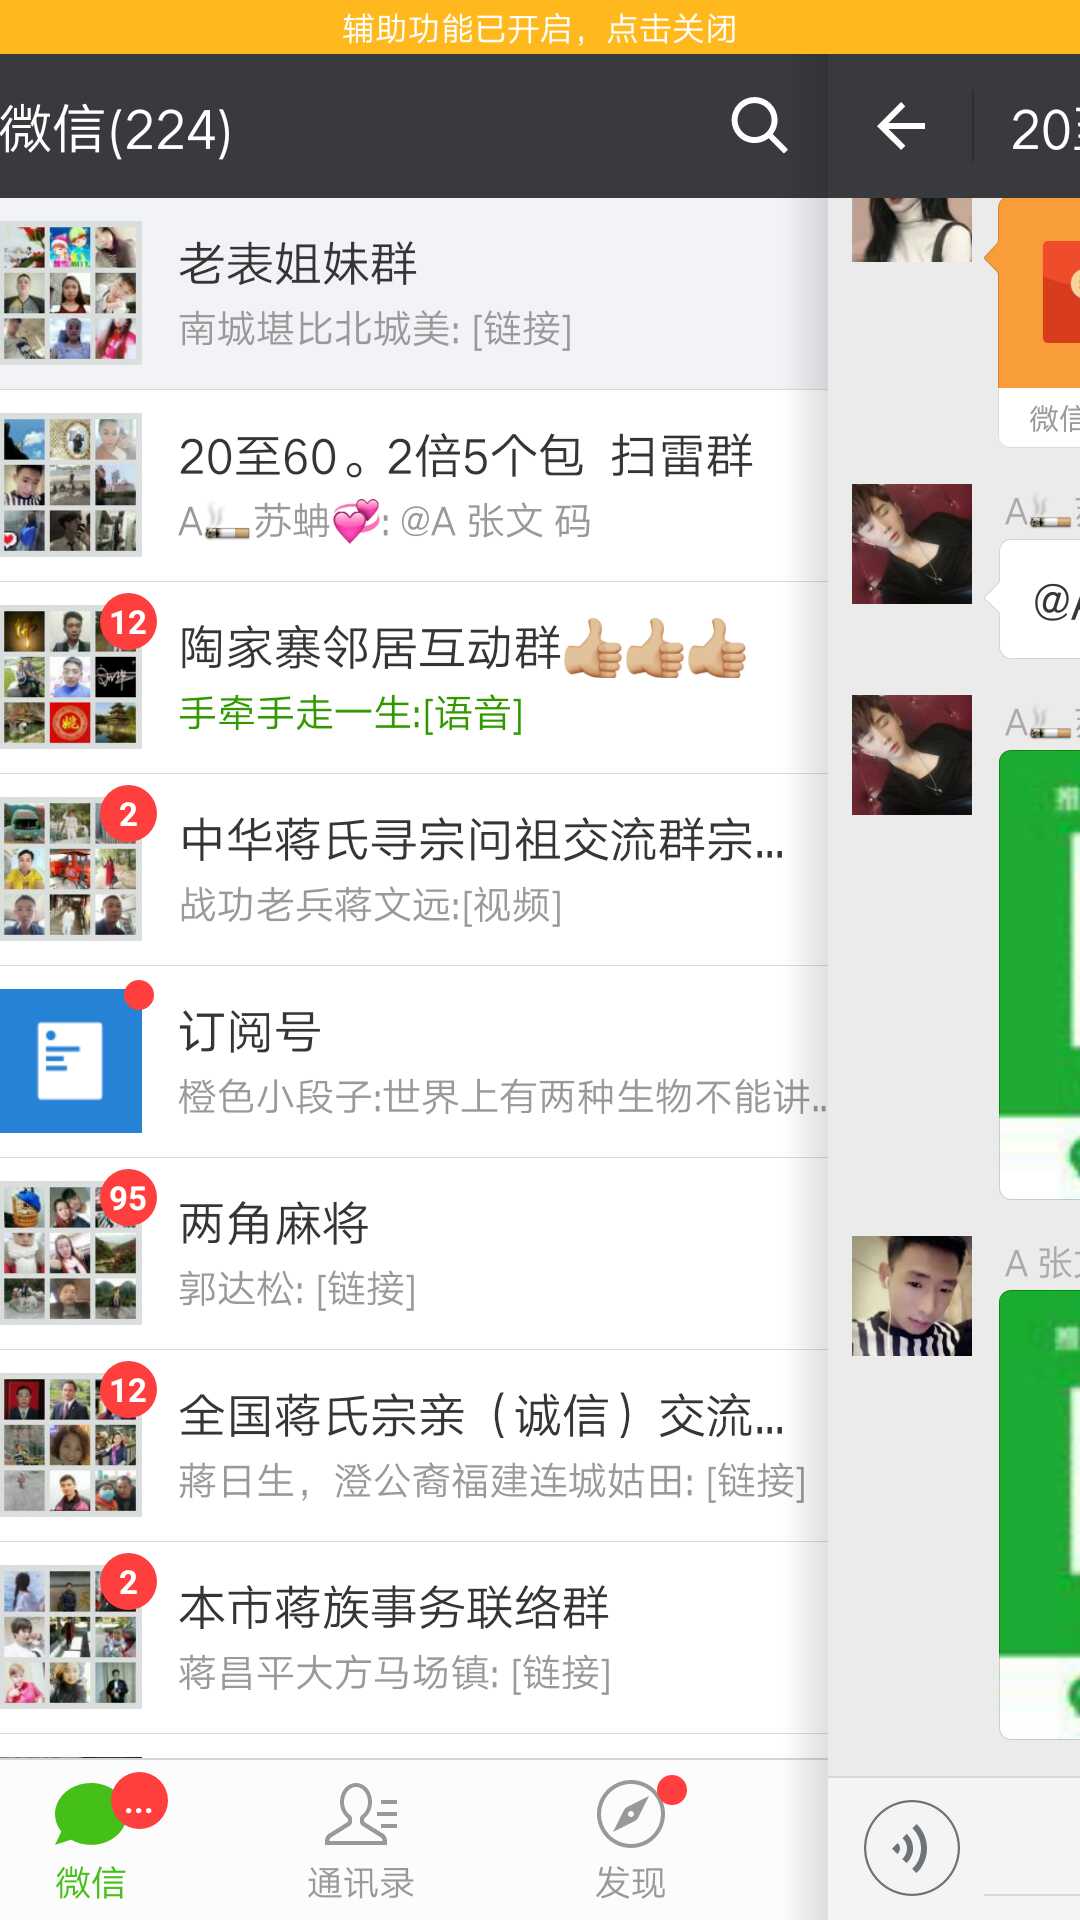 辅助功能已开启，点击关闭
微信(224)
老表姐妹群
南城堪比北城美: [链接]
20至60。2倍5个包 扫雷群
A🚬苏蚺💞: @A 张文 码
12
陶家寨邻居互动群👍🏼👍🏼👍🏼
手牵手走一生:[语音]
2
中华蒋氏寻宗问祖交流群宗...
战功老兵蒋文远:[视频]
订阅号
橙色小段子:世界上有两种生物不能讲...
95
两角麻将
郭达松: [链接]
12
全国蒋氏宗亲（诚信）交流...
蔣日生，澄公裔福建连城姑田: [链接]
2
本市蒋族事务联络群
蒋昌平大方马场镇: [链接]
...
微信
通讯录
发现
20
微信
A🚬
@A
A🚬
A 张